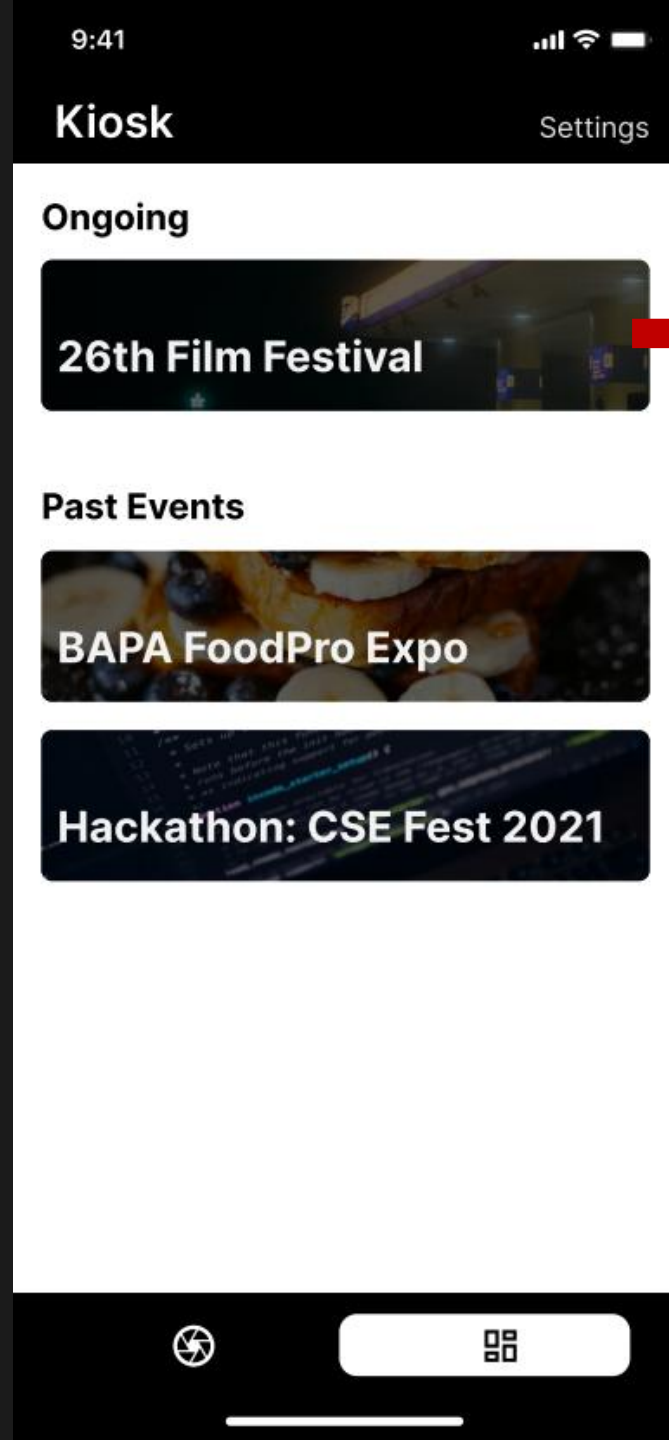 9:41
Kiosk
Settings
Ongoing
26th Film Festival
Past Events
BAPA FoodPro Expo
Hackathon: CSE Fest 2021